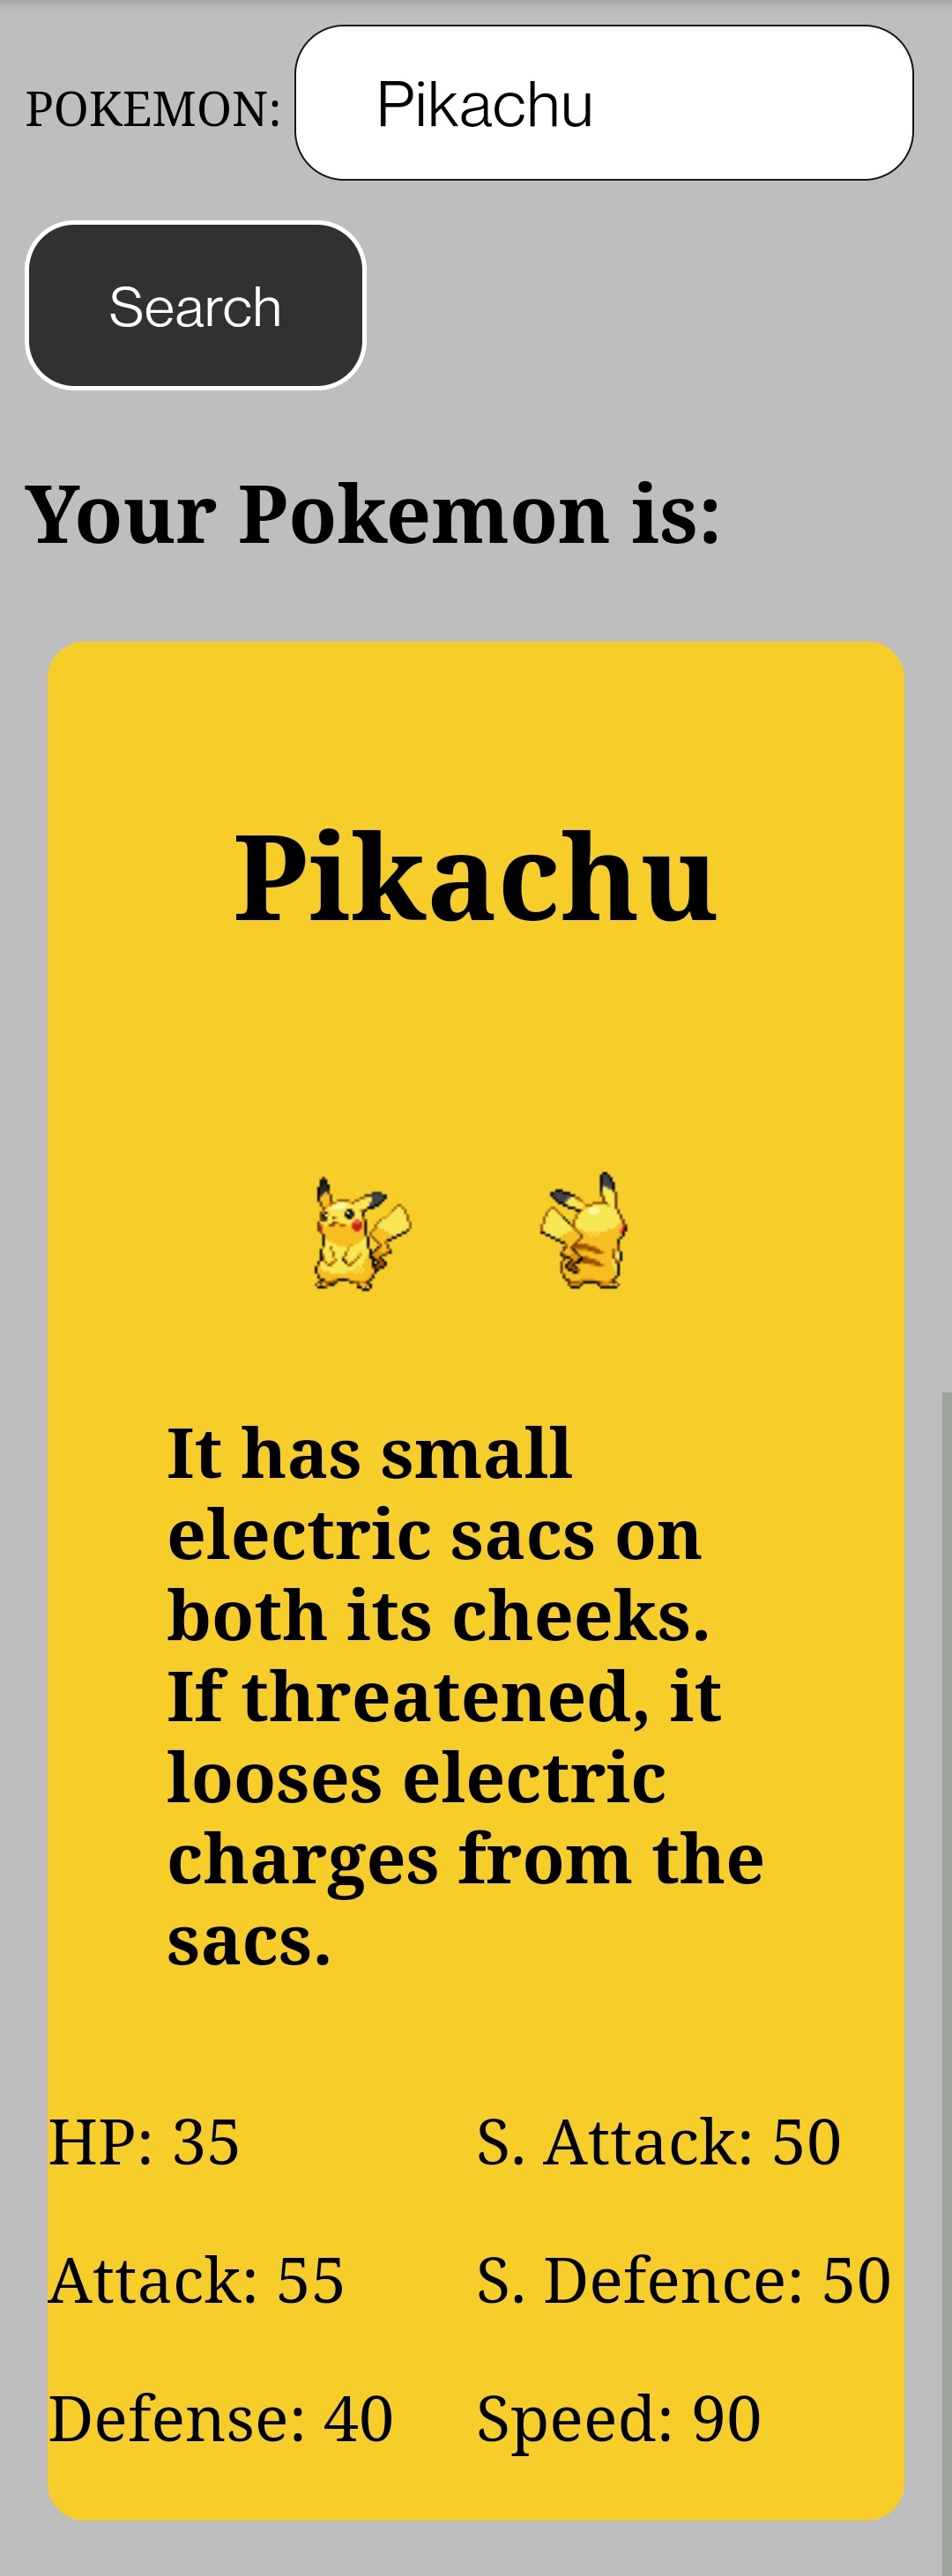 POKEMON: Pikachu
Search
Your Pokemon is:
Pikachu
It has small
electric sacs on
both its cheeks.
If threatened, it
looses electric
charges from the
sacs.
HP: 35 S. Attack: 50
Attack: 55 S. Defence: 50
Defense: 40 Speed: 90